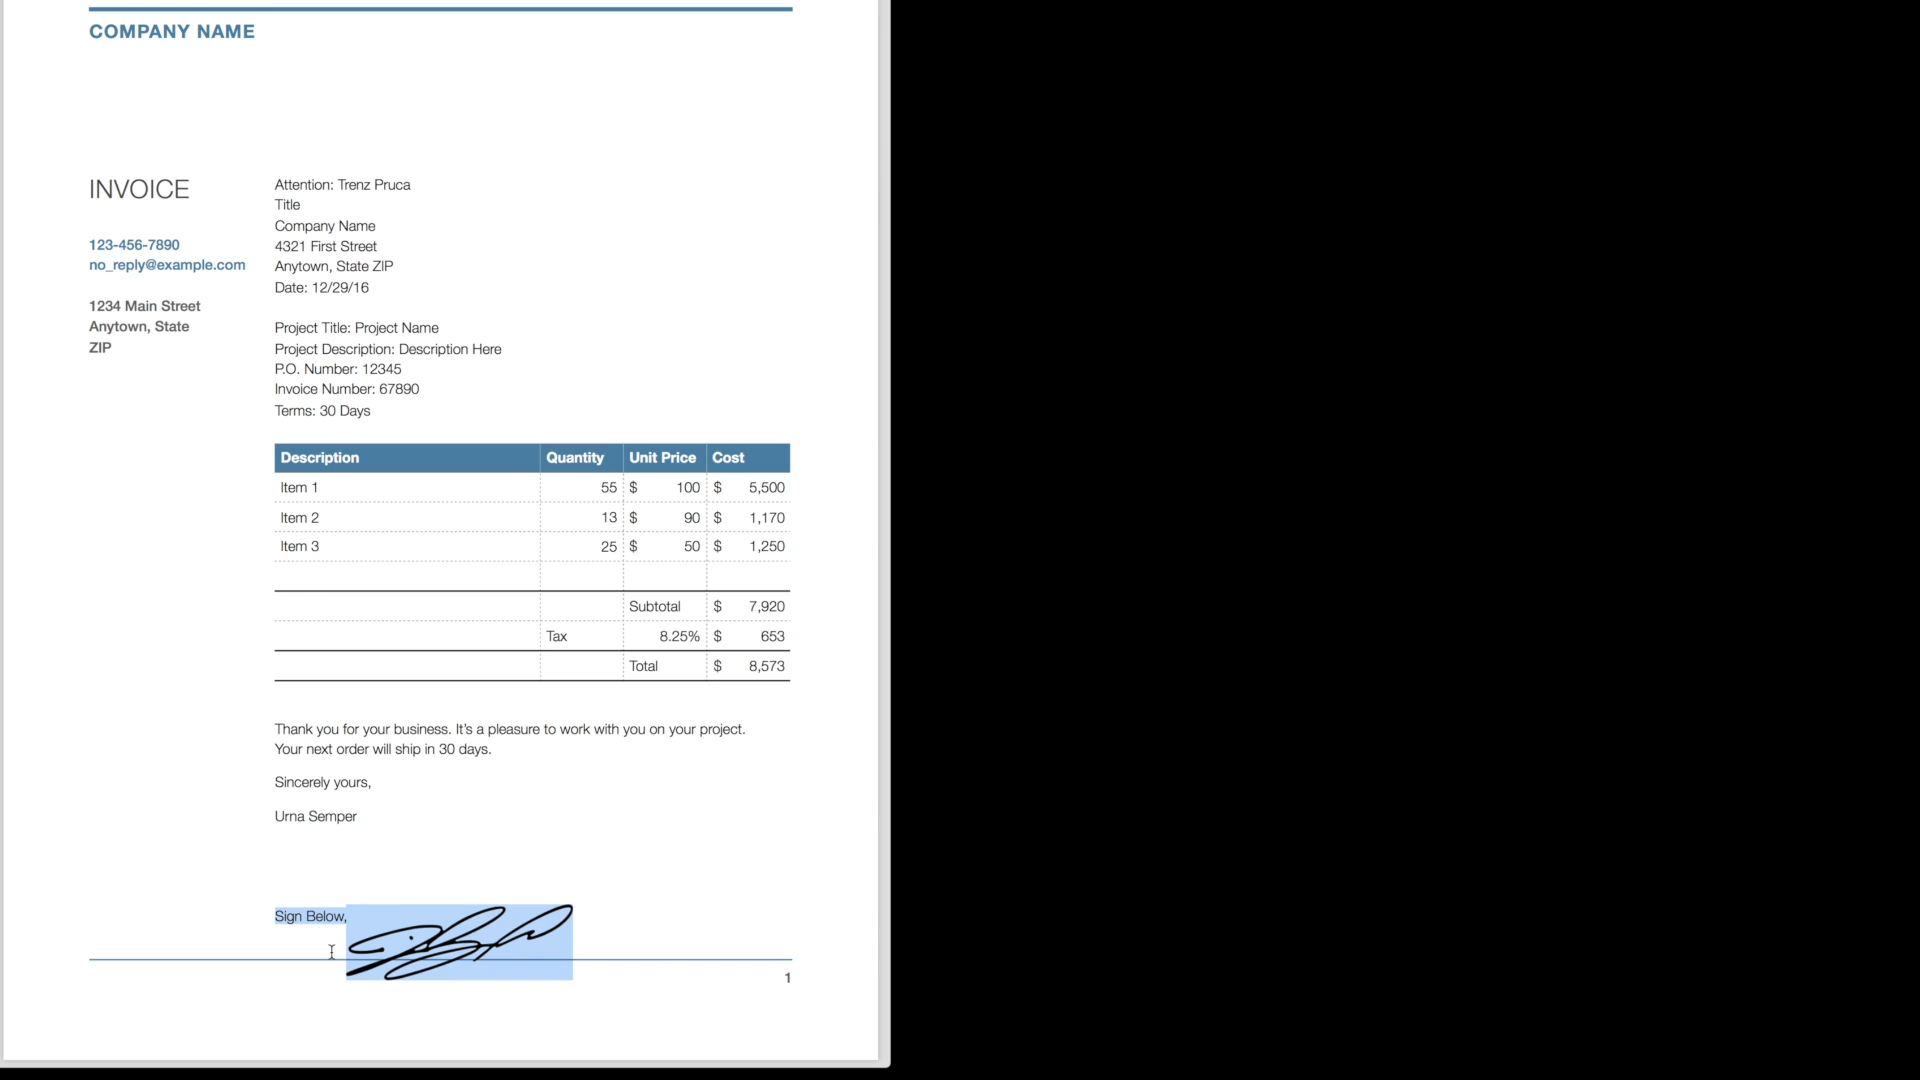 COMPANY NAME
INVOICE
123-456-7890
no_reply@example.com
1234 Main Street
Anytown, State
ZIP
Attention: Trenz Pruca
Title
Company Name
4321 First Street
Anytown, State ZIP
Date: 12/29/16
Project Title: Project Name
Project Description: Description Here
P.O. Number: 12345
Invoice Number: 67890
Terms: 30 Days
Description Quantity Unit Price Cost
Item 1 55 $ 100 $ 5,500
Item 2 13 $ 90 $ 1,170
Item 3 25 $ 50 $ 1,250
Subtotal $ 7,920
Tax 8.25% $ 653
Total $ 8,573
Thank you for your business. It’s a pleasure to work with you on your project.
Your next order will ship in 30 days.
Sincerely yours,
Urna Semper
Sign Below,
1